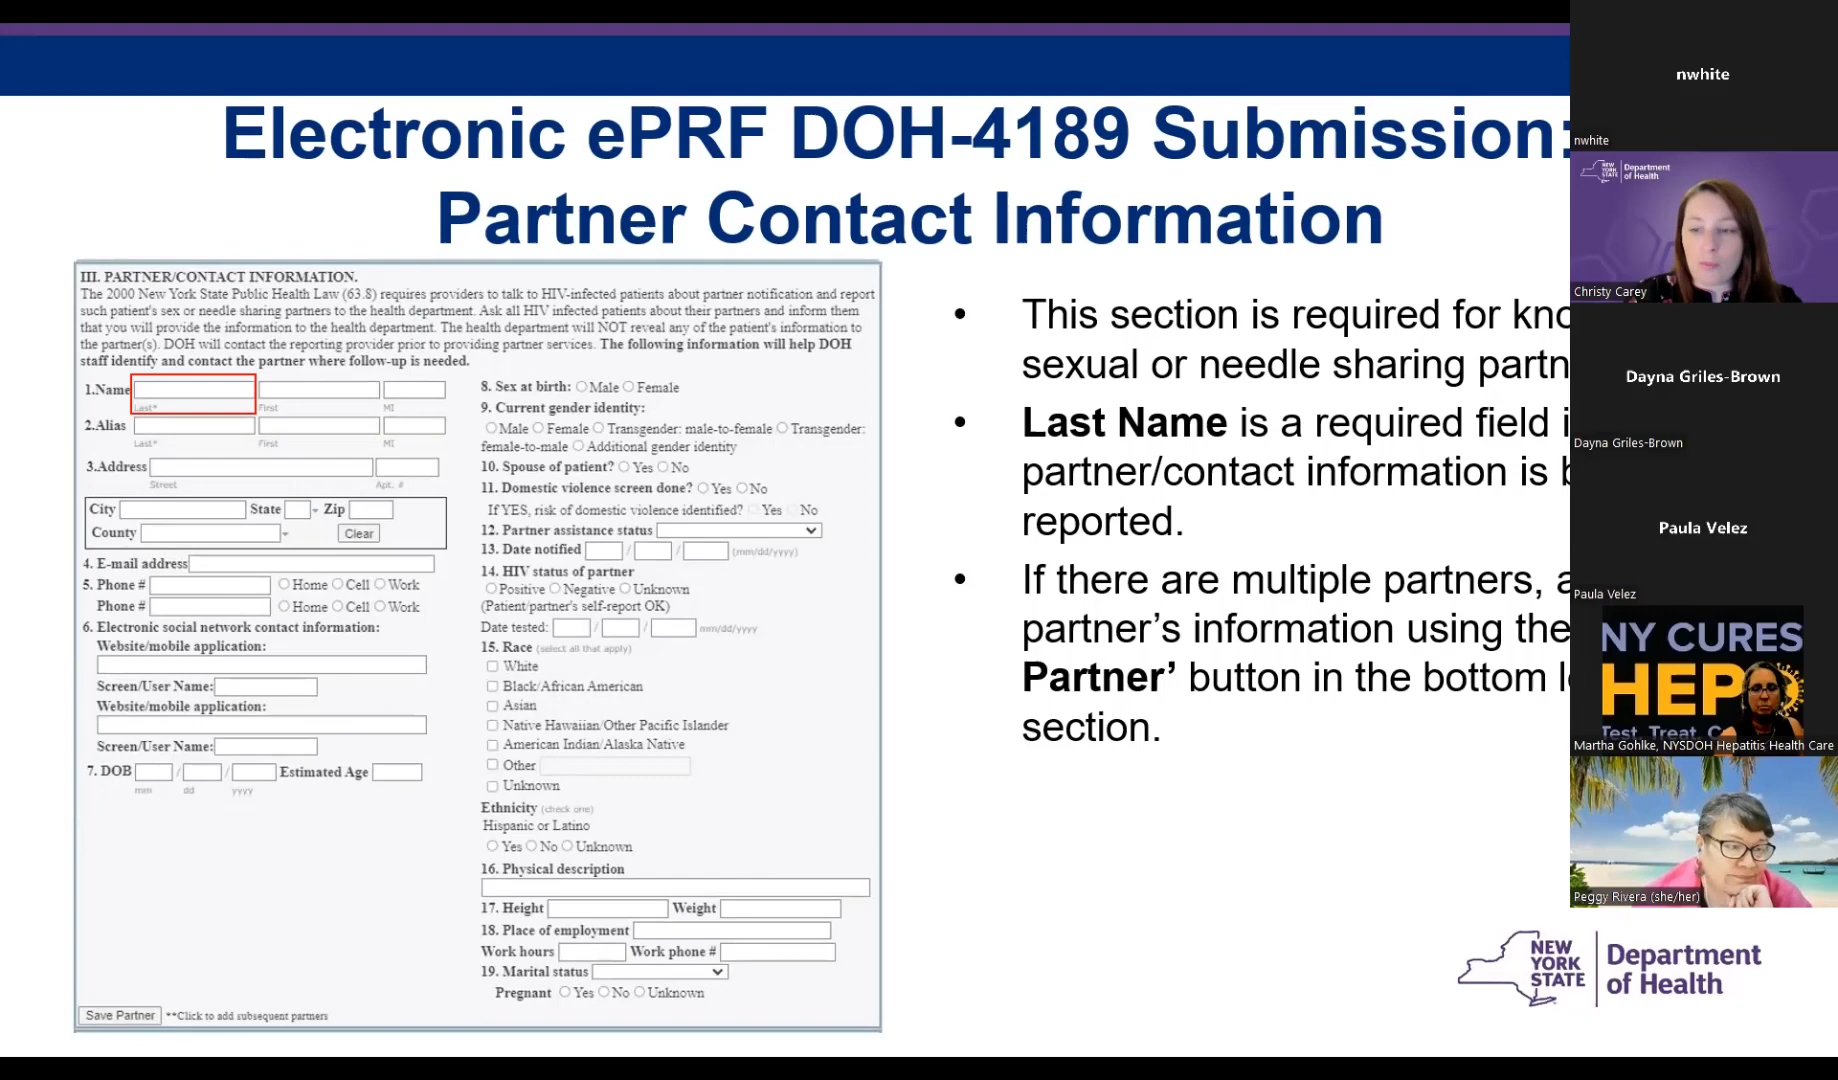 Electronic ePRF DOH-4189 Submission:
Partner Contact Information
III. PARTNER/CONTACT INFORMATION.
The 2000 New York State Public Health Law (63.8) requires providers to talk to HIV-infected patients about partner notification and report
such patient's sex or needle sharing partners to the health department. Ask all HIV infected patients about their partners and inform them
that you will provide the information to the health department. The health department will NOT reveal any of the patient's information to
the partner(s). DOH will contact the reporting provider prior to providing partner services. The following information will help DOH
staff identify and contact the partner where follow-up is needed.
1.Name
Last* First MI
2.Alias
Last* First MI
3.Address
Street Apt. #
City State Zip
County Clear
4. E-mail address
5. Phone # Home Cell Work
Phone # Home Cell Work
6. Electronic social network contact information:
Website/mobile application:
Screen/User Name:
Website/mobile application:
Screen/User Name:
7. DOB / / Estimated Age
mm dd yyyy
8. Sex at birth: Male Female
9. Current gender identity:
Male Female Transgender: male-to-female Transgender:
female-to-male Additional gender identity
10. Spouse of patient? Yes No
11. Domestic violence screen done? Yes No
If YES, risk of domestic violence identified? Yes No
12. Partner assistance status
13. Date notified / / (mm/dd/yyyy)
14. HIV status of partner
Positive Negative Unknown
(Patient/partner's self-report OK)
Date tested: / / mm/dd/yyyy
15. Race (select all that apply)
White
Black/African American
Asian
Native Hawaiian/Other Pacific Islander
American Indian/Alaska Native
Other
Unknown
Ethnicity (check one)
Hispanic or Latino
Yes No Unknown
16. Physical description
17. Height Weight
18. Place of employment
Work hours Work phone #
19. Marital status
Pregnant Yes No Unknown
Save Partner **Click to add subsequent partners
• This section is required for
sexual or needle sharing
• Last Name is a required field
partner/contact information is
reported.
• If there are multiple partners,
partner’s information using the
Partner’ button in the bottom
section.
NEW YORK STATE Department of Health
nwhite
nwhite
NEW YORK STATE Department of Health
Christy Carey
Dayna Griles-Brown
Dayna Griles-Brown
Paula Velez
Paula Velez
NY CURES
HEP
Test. Treat.
Martha Gohlke, NYSDOH Hepatitis Health Care
Peggy Rivera (she/her)